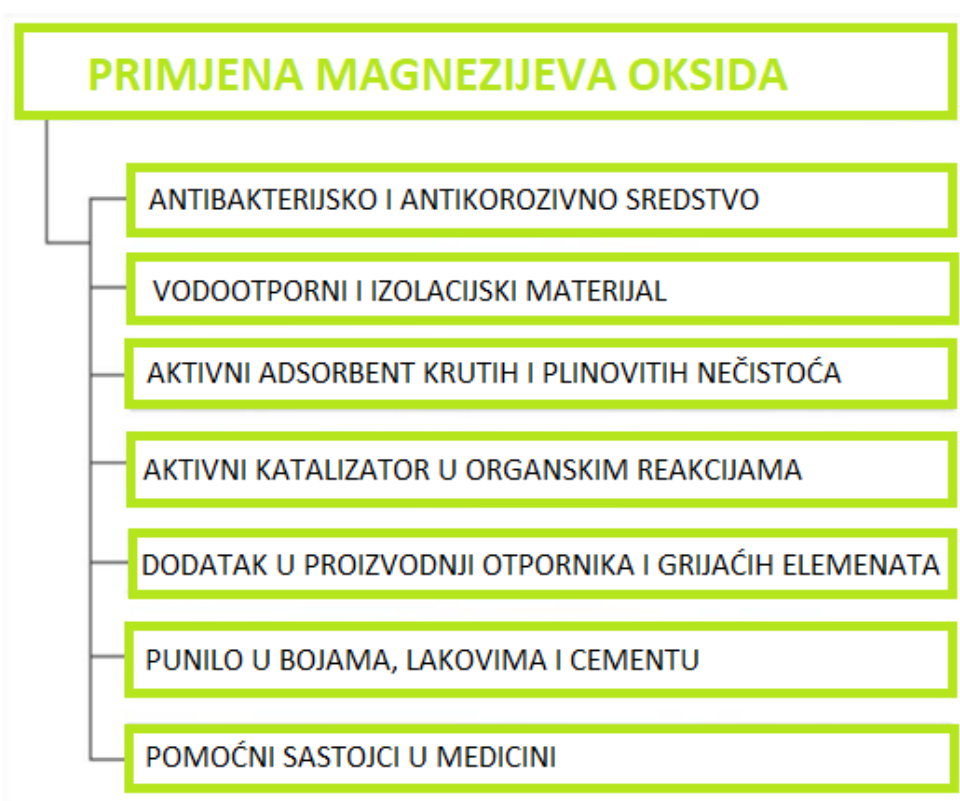 PRIMJENA MAGNEZIJEVA OKSIDA
ANTIBAKTERIJSKO I ANTIKOROZIVNO SREDSTVO
VODOOTPORNI I IZOLACIJSKI MATERIJAL
AKTIVNI ADSORBENT KRUTIH I PLINOVITIH NEČISTOĆA
AKTIVNI KATALIZATOR U ORGANSKIM REAKCIJAMA
DODATAK U PROIZVODNJI OTPORNIKA I GRIJAĆIH ELEMENATA
PUNILO U BOJAMA, LAKOVIMA I CEMENTU
POMOĆNI SASTOJCI U MEDICINI